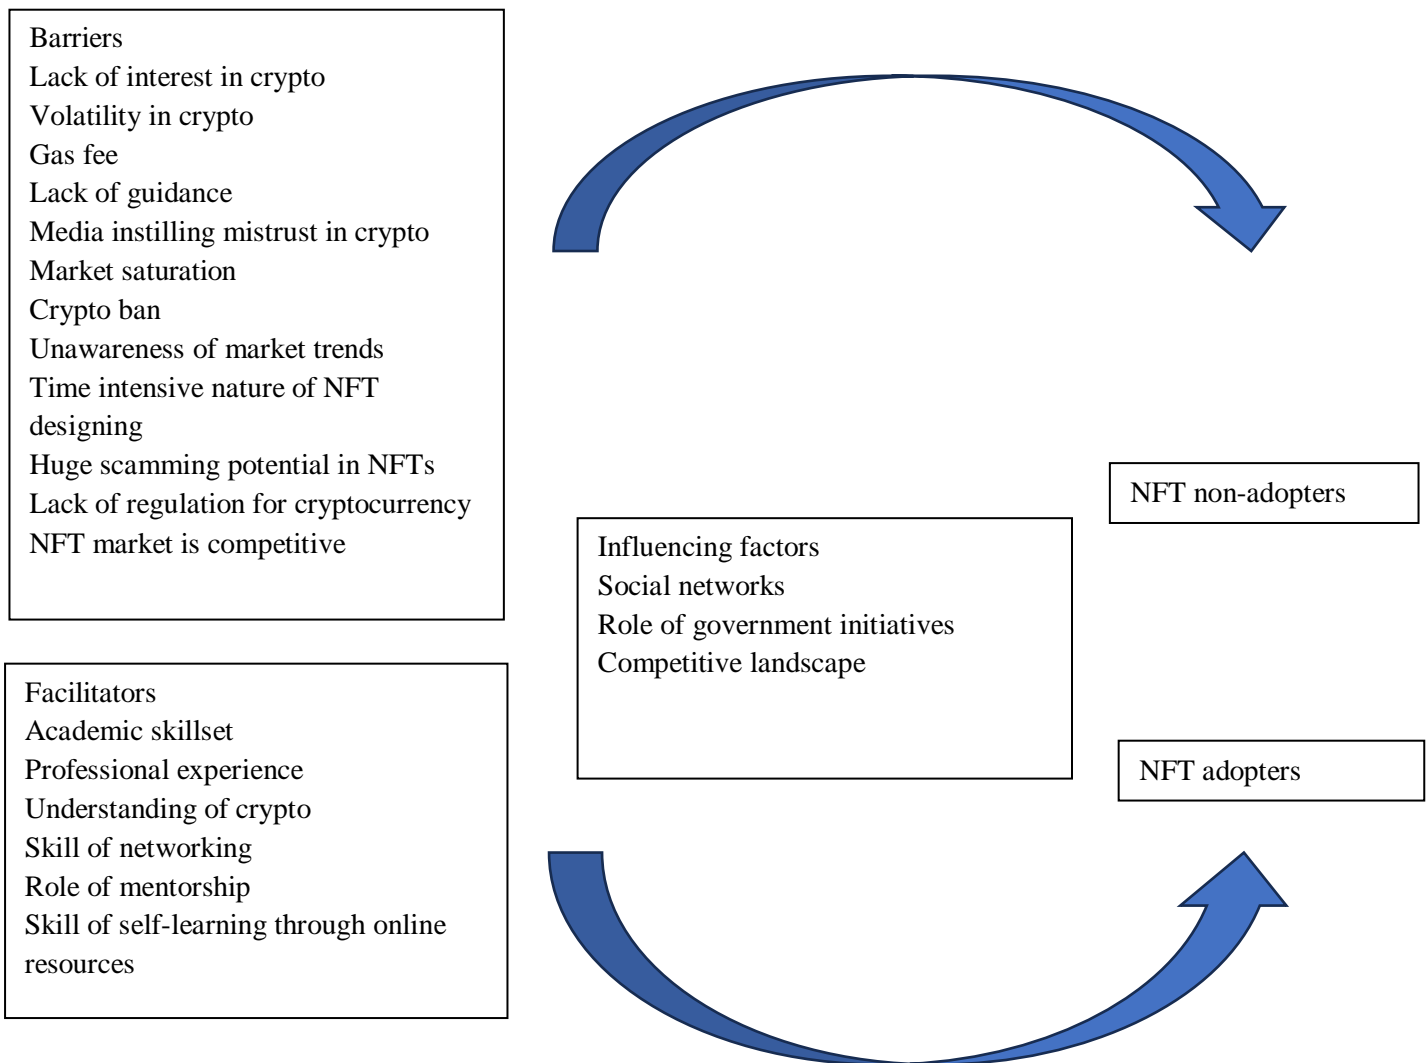 Barriers
Lack of interest in crypto
Volatility in crypto
Gas fee
Lack of guidance
Media instilling mistrust in crypto
Market saturation
Crypto ban
Unawareness of market trends
Time intensive nature of NFT
designing
Huge scamming potential in NFTs
Lack of regulation for cryptocurrency
NFT market is competitive
Facilitators
Academic skillset
Professional experience
Understanding of crypto
Skill of networking
Role of mentorship
Skill of self-learning through online
resources
Influencing factors
Social networks
Role of government initiatives
Competitive landscape
NFT non-adopters
NFT adopters